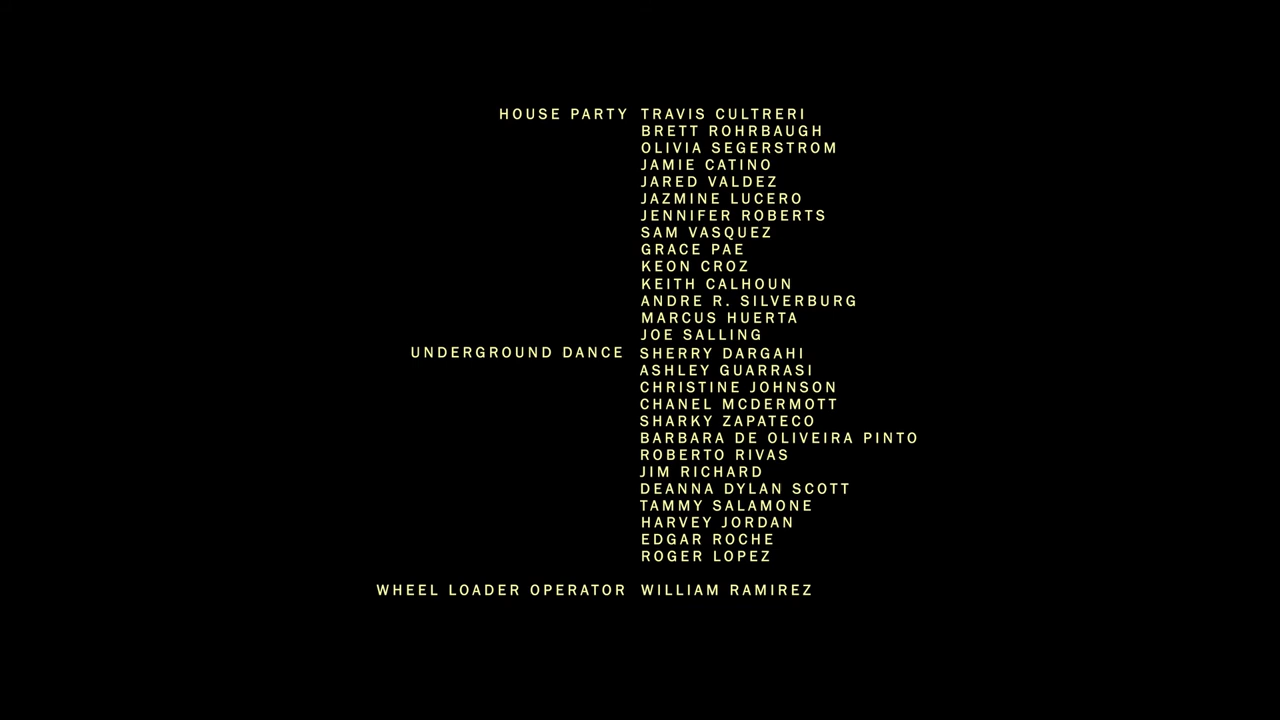 HOUSE PARTY TRAVIS CULTRERI
BRETT ROHRBAUGH
OLIVIA SEGERSTROM
JAMIE CATINO
JARED VALDEZ
JAZMINE LUCERO
JENNIFER ROBERTS
SAM VASQUEZ
GRACE PAE
KEON CROZ
KEITH CALHOUN
ANDRE R. SILVERBURG
MARCUS HUERTA
JOE SALLING
UNDERGROUND DANCE SHERRY DARGAHI
ASHLEY GUARRASI
CHRISTINE JOHNSON
CHANEL MCDERMOTT
SHARKY ZAPATECO
BARBARA DE OLIVEIRA PINTO
ROBERTO RIVAS
JIM RICHARD
DEANNA DYLAN SCOTT
TAMMY SALAMONE
HARVEY JORDAN
EDGAR ROCHE
ROGER LOPEZ
WHEEL LOADER OPERATOR WILLIAM RAMIREZ